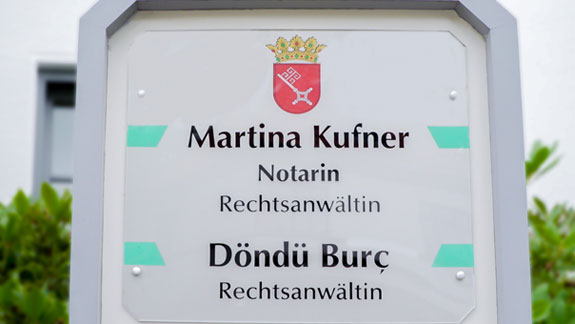 Martina Kufner
Notarin
Rechtsanwältin
Döndü Burç
Rechtsanwältin